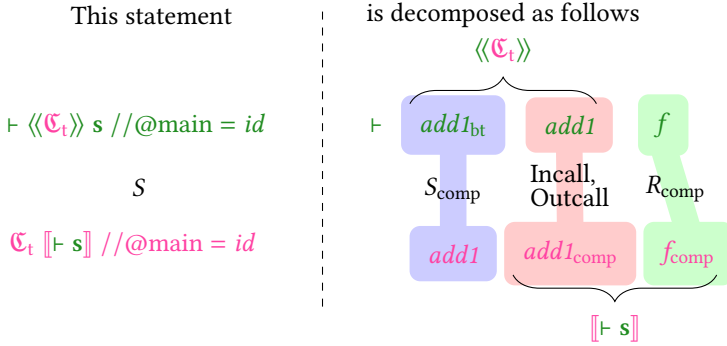 This statement
is decomposed as follows
⟨⟨ℭt⟩⟩
⊢ ⟨⟨ℭt⟩⟩ s //@main = id
⊢ add1bt add1 f
S
Scomp Incall, Outcall Rcomp
ℭt ⟦⊢ s⟧ //@main = id
add1 add1comp fcomp
⟦⊢ s⟧